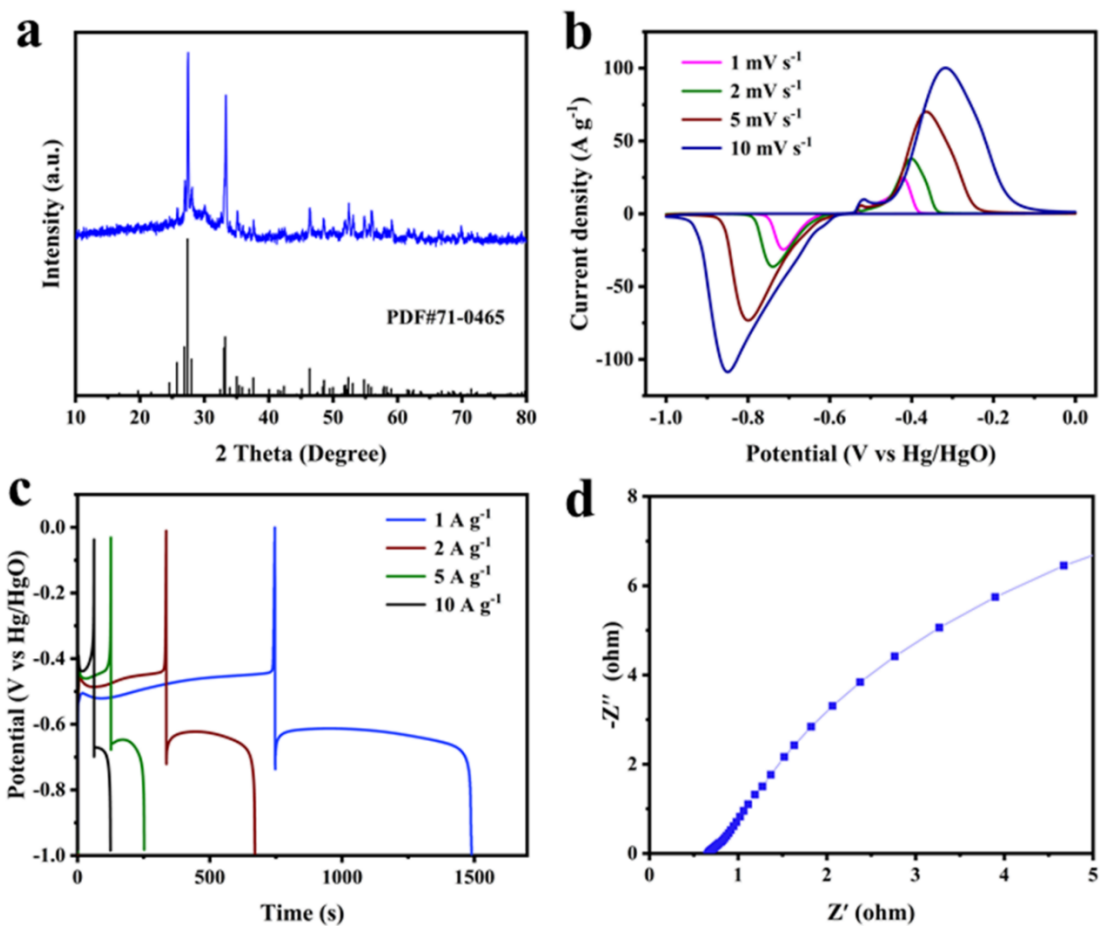 a
Intensity (a.u.)
PDF#71-0465
10 20 30 40 50 60 70 80
2 Theta (Degree)
b
Current density (A g⁻¹)
100
50
0
-50
-100
1 mV s⁻¹
2 mV s⁻¹
5 mV s⁻¹
10 mV s⁻¹
-1.0 -0.8 -0.6 -0.4 -0.2 0.0
Potential (V vs Hg/HgO)
c
Potential (V vs Hg/HgO)
0.0
-0.2
-0.4
-0.6
-0.8
-1.0
1 A g⁻¹
2 A g⁻¹
5 A g⁻¹
10 A g⁻¹
0 500 1000 1500
Time (s)
d
-Z″ (ohm)
8
6
4
2
0
0 1 2 3 4 5
Z′ (ohm)